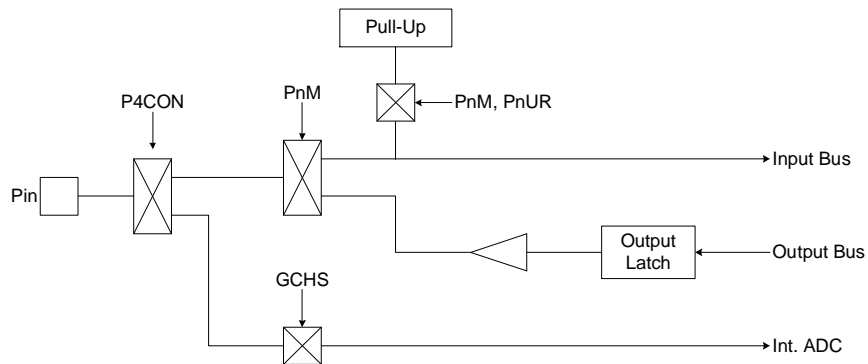 Pull-Up
P4CON
PnM
PnM, PnUR
Input Bus
Pin
Output
Latch
Output Bus
GCHS
Int. ADC